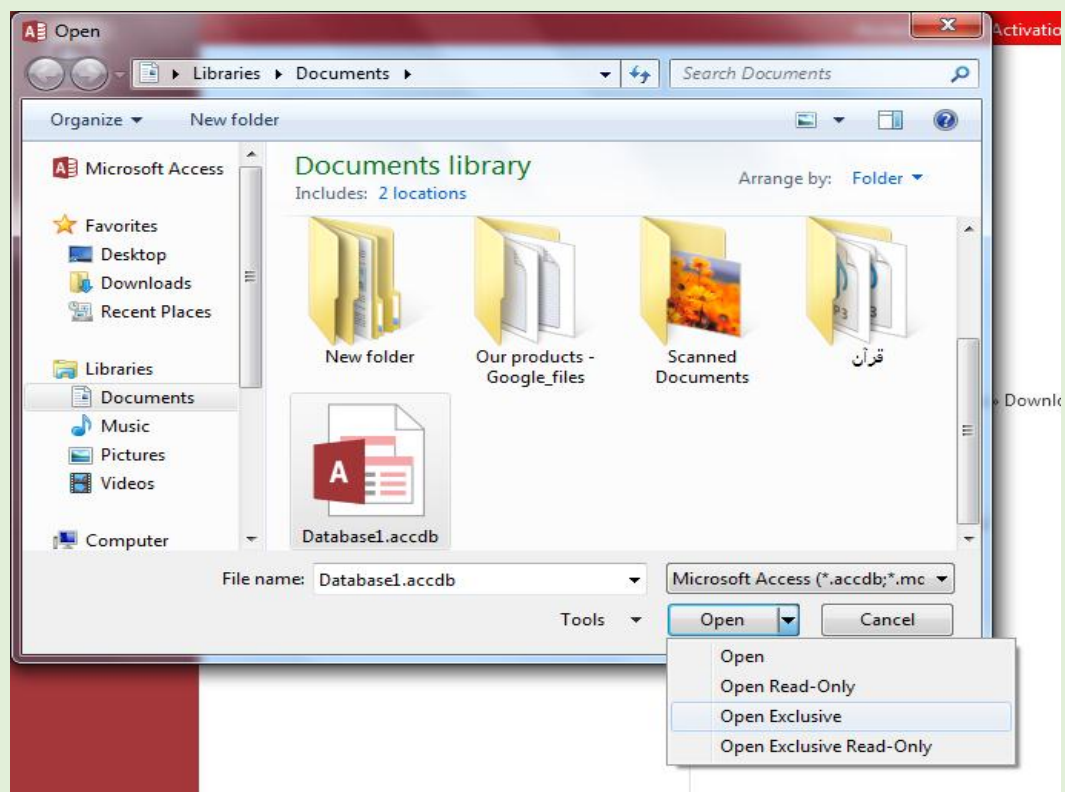 Open
Activatio
Libraries Documents
Search Documents
Organize New folder
Microsoft Access
Favorites
Desktop
Downloads
Recent Places
Libraries
Documents
Music
Pictures
Videos
Computer
Documents library
Includes: 2 locations
Arrange by: Folder
New folder
Our products -
Google_files
Scanned
Documents
قرآن
Database1.accdb
» Downlo
File name: Database1.accdb
Microsoft Access (*.accdb;*.mc
Tools Open Cancel
Open
Open Read-Only
Open Exclusive
Open Exclusive Read-Only